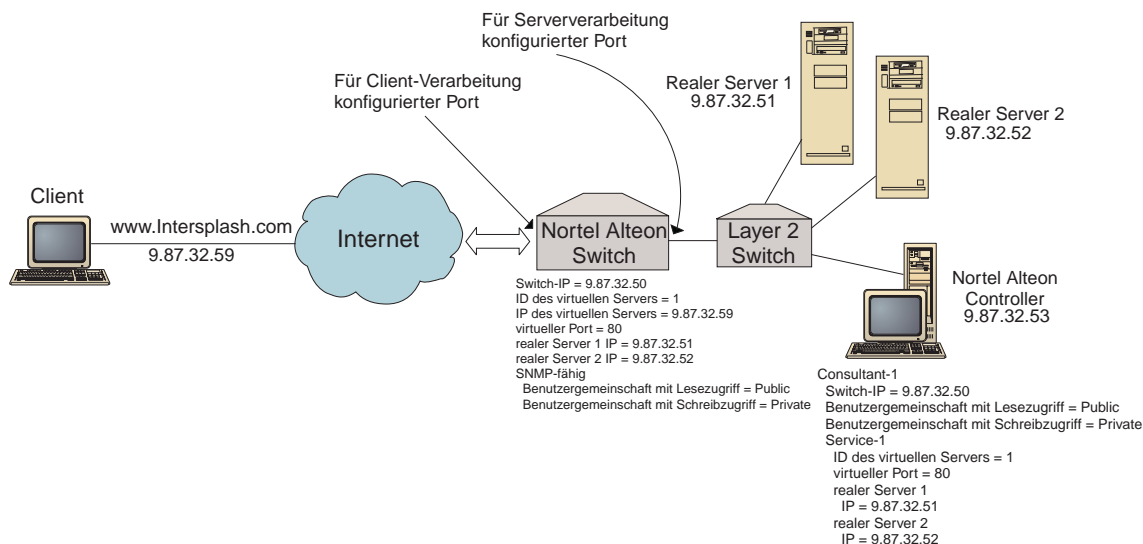 Für Serververarbeitung
konfigurierter Port
Für Client-Verarbeitung
konfigurierter Port
Realer Server 1
9.87.32.51
Realer Server 2
9.87.32.52
Client
www.Intersplash.com
9.87.32.59
Internet
Nortel Alteon
Switch
Layer 2
Switch
Nortel Alteon
Controller
9.87.32.53
Switch-IP = 9.87.32.50
ID des virtuellen Servers = 1
IP des virtuellen Servers = 9.87.32.59
virtueller Port = 80
realer Server 1 IP = 9.87.32.51
realer Server 2 IP = 9.87.32.52
SNMP-fähig
Benutzergemeinschaft mit Lesezugriff = Public
Benutzergemeinschaft mit Schreibzugriff = Private
Consultant-1
Switch-IP = 9.87.32.50
Benutzergemeinschaft mit Lesezugriff = Public
Benutzergemeinschaft mit Schreibzugriff = Private
Service-1
ID des virtuellen Servers = 1
virtueller Port = 80
realer Server 1
IP = 9.87.32.51
realer Server 2
IP = 9.87.32.52